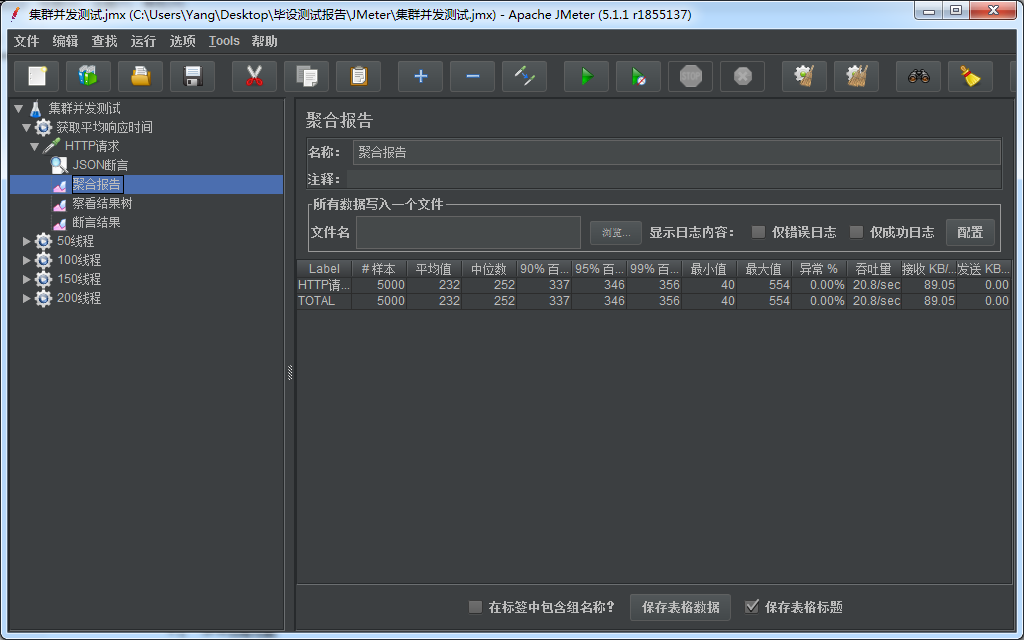 集群并发测试.jmx (C:\Users\Yang\Desktop\毕设测试报告\JMeter\集群并发测试.jmx) - Apache JMeter (5.1.1 r1855137)
文件 编辑 查找 运行 选项 Tools 帮助
STOP
集群并发测试
获取平均响应时间
HTTP请求
JSON断言
聚合报告
察看结果树
断言结果
50线程
100线程
150线程
200线程
聚合报告
名称: 聚合报告
注释:
所有数据写入一个文件
文件名 浏览... 显示日志内容: 仅错误日志 仅成功日志 配置
Label # 样本 平均值 中位数 90% 百... 95% 百... 99% 百... 最小值 最大值 异常 % 吞吐量 接收 KB/... 发送 KB...
HTTP请... 5000 232 252 337 346 356 40 554 0.00% 20.8/sec 89.05 0.00
TOTAL 5000 232 252 337 346 356 40 554 0.00% 20.8/sec 89.05 0.00
在标签中包含组名称? 保存表格数据 保存表格标题